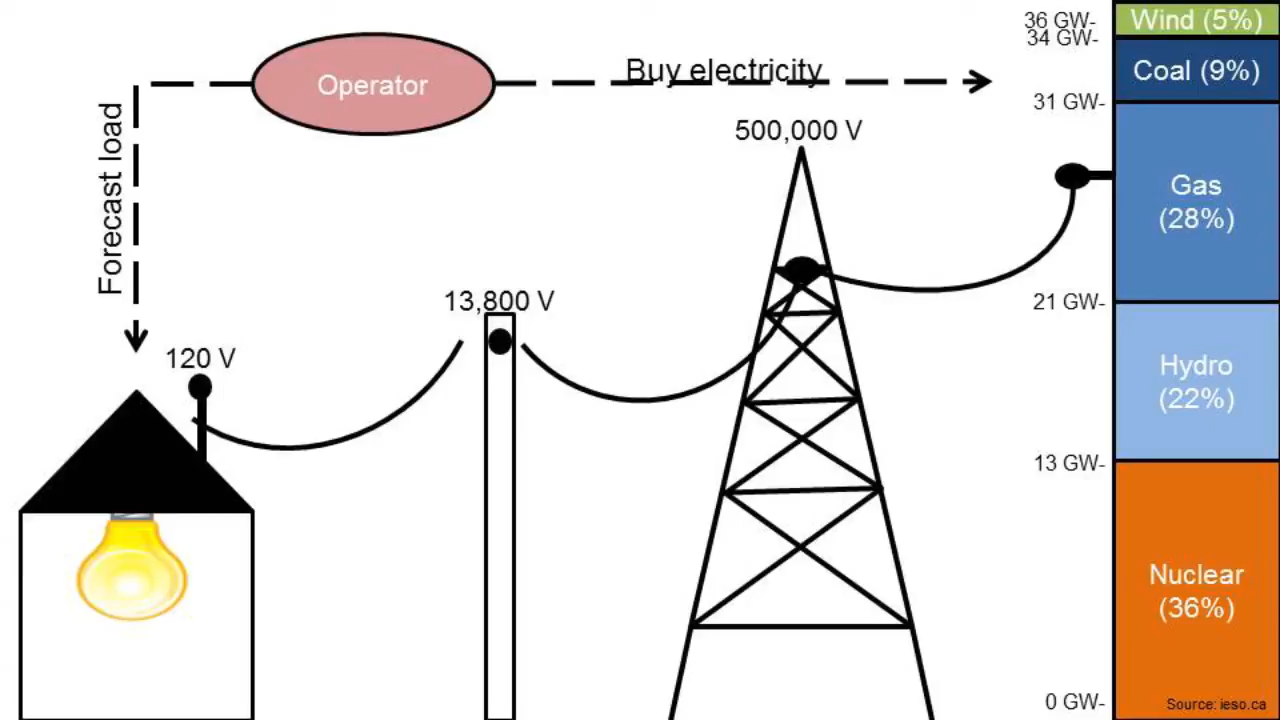 36 GW-
Wind (5%)
34 GW-
Operator
Buy electricity
Coal (9%)
31 GW-
500,000 V
Forecast load
Gas
(28%)
13,800 V
21 GW-
120 V
Hydro
(22%)
13 GW-
Nuclear
(36%)
0 GW-
Source: ieso.ca